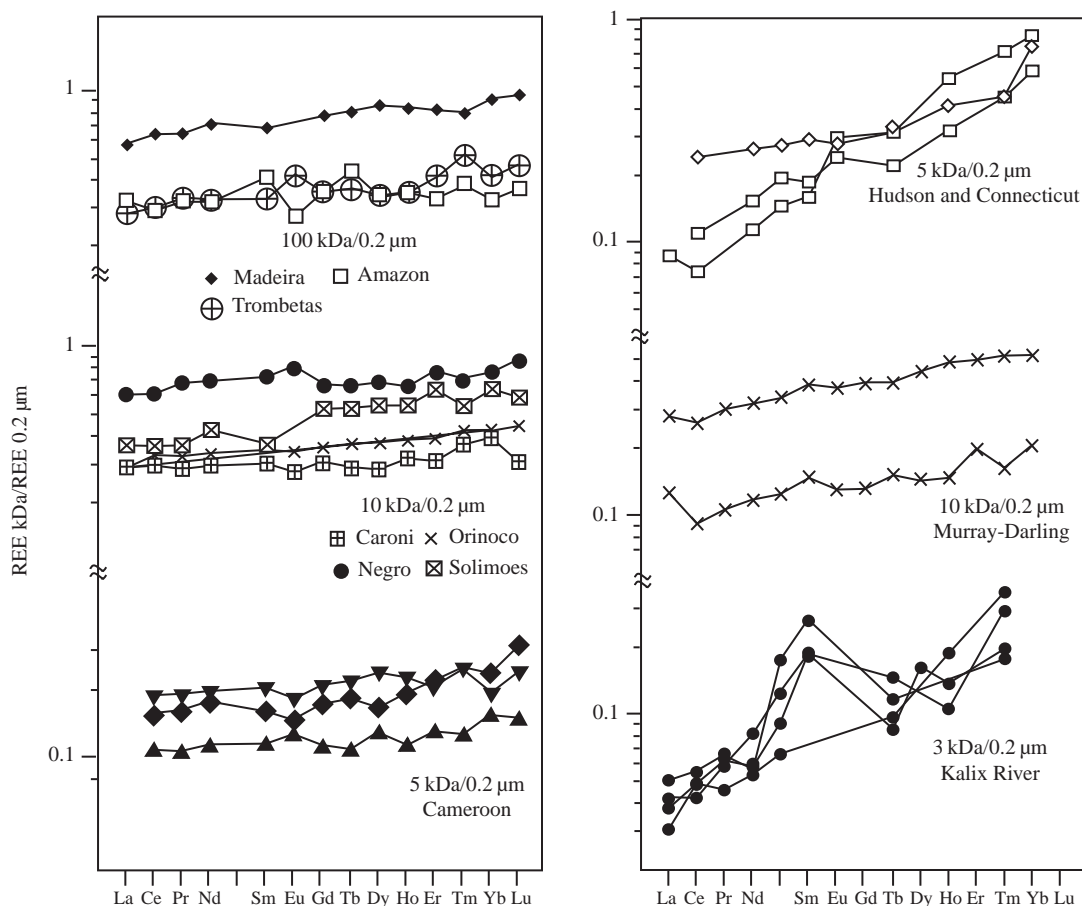 REE kDa/REE 0.2 µm
1
100 kDa/0.2 µm
Madeira
Amazon
Trombetas
1
10 kDa/0.2 µm
Caroni
Orinoco
Negro
Solimoes
0.1
5 kDa/0.2 µm
Cameroon
La Ce Pr Nd Sm Eu Gd Tb Dy Ho Er Tm Yb Lu
1
5 kDa/0.2 µm
Hudson and Connecticut
0.1
10 kDa/0.2 µm
0.1
Murray-Darling
0.1
3 kDa/0.2 µm
Kalix River
La Ce Pr Nd Sm Eu Gd Tb Dy Ho Er Tm Yb Lu